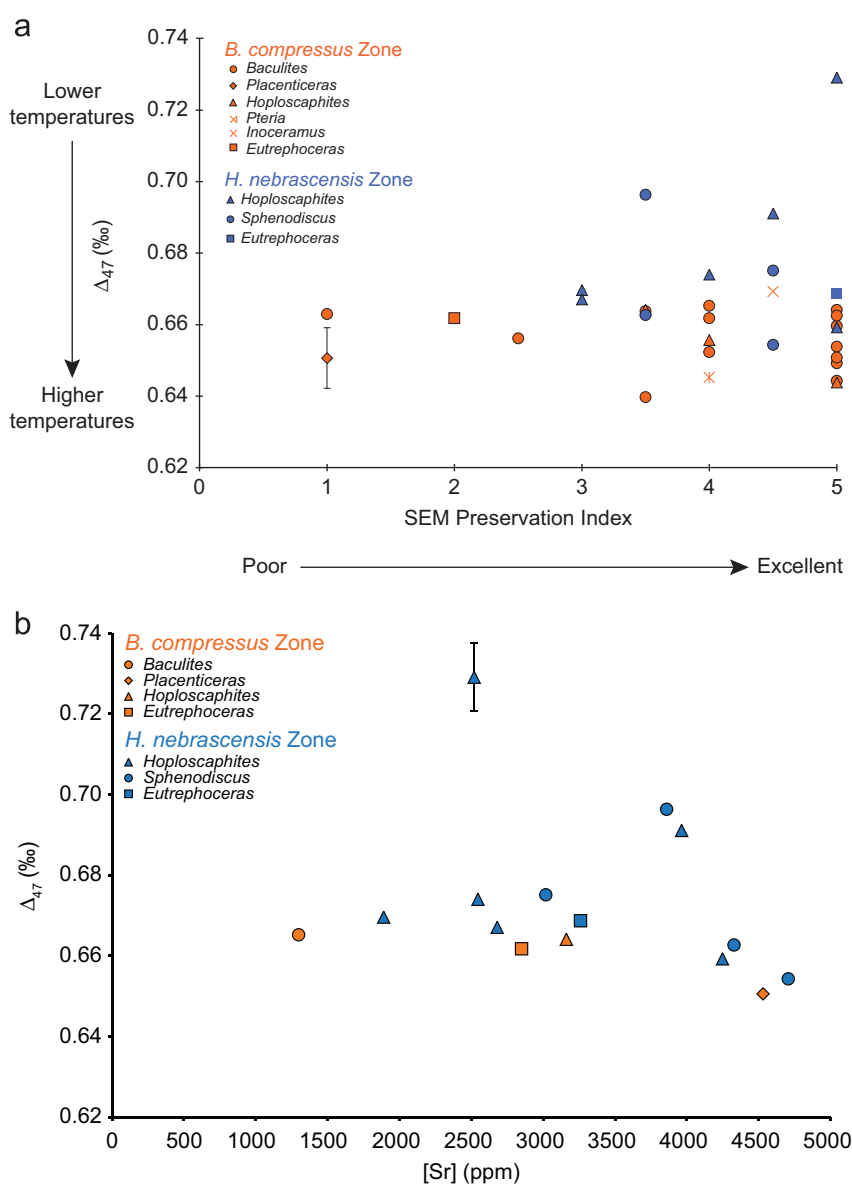 a
0.74
0.72
0.70
0.68
0.66
0.64
0.62
Lower
temperatures
Δ47 (‰)
Higher
temperatures
B. compressus Zone
Baculites
Placenticeras
Hoploscaphites
Pteria
Inoceramus
Eutrephoceras
H. nebrascensis Zone
Hoploscaphites
Sphenodiscus
Eutrephoceras
0 1 2 3 4 5
SEM Preservation Index
Poor Excellent
b
0.74
0.72
0.70
0.68
0.66
0.64
0.62
Δ47 (‰)
B. compressus Zone
Baculites
Placenticeras
Hoploscaphites
Eutrephoceras
H. nebrascensis Zone
Hoploscaphites
Sphenodiscus
Eutrephoceras
0 500 1000 1500 2000 2500 3000 3500 4000 4500 5000
[Sr] (ppm)